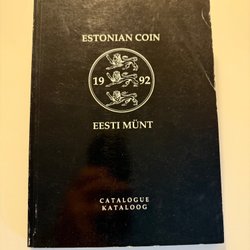 ESTONIAN COIN
19 92
EESTI MÜNT
CATALOGUE
KATALOOG